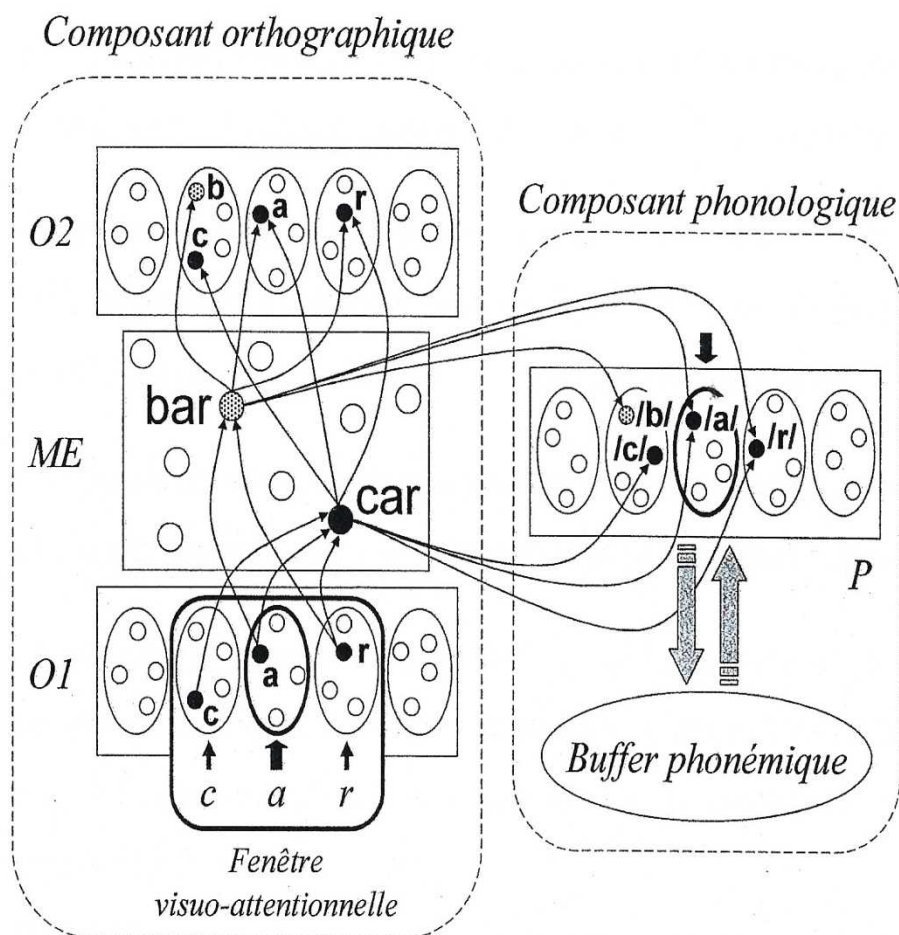 Composant orthographique
O2
b
a
r
c
ME
bar
car
O1
a
r
c
c a r
Fenêtre
visuo-attentionnelle
Composant phonologique
/b/
/a/
/c/
/r/
P
Buffer phonémique